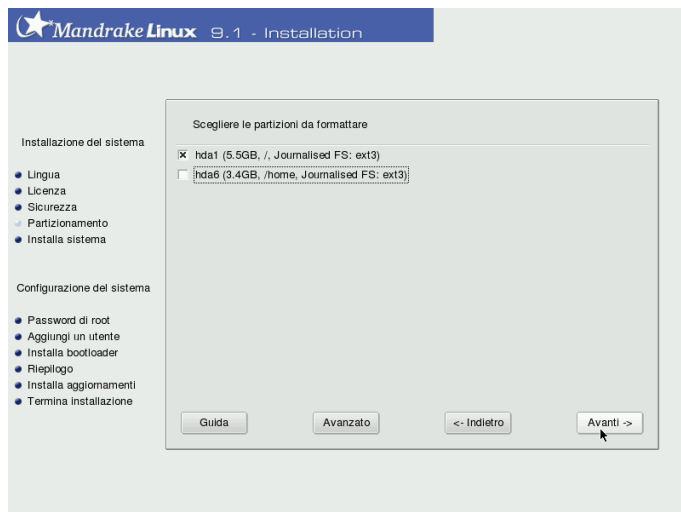 MandrakeLinux 9.1 - Installation
Scegliere le partizioni da formattare
Installazione del sistema
hda1 (5.5GB, /, Journalised FS: ext3)
hda6 (3.4GB, /home, Journalised FS: ext3)
Lingua
Licenza
Sicurezza
Partizionamento
Installa sistema
Configurazione del sistema
Password di root
Aggiungi un utente
Installa bootloader
Riepilogo
Installa aggiornamenti
Termina installazione
Guida
Avanzato
<- Indietro
Avanti ->